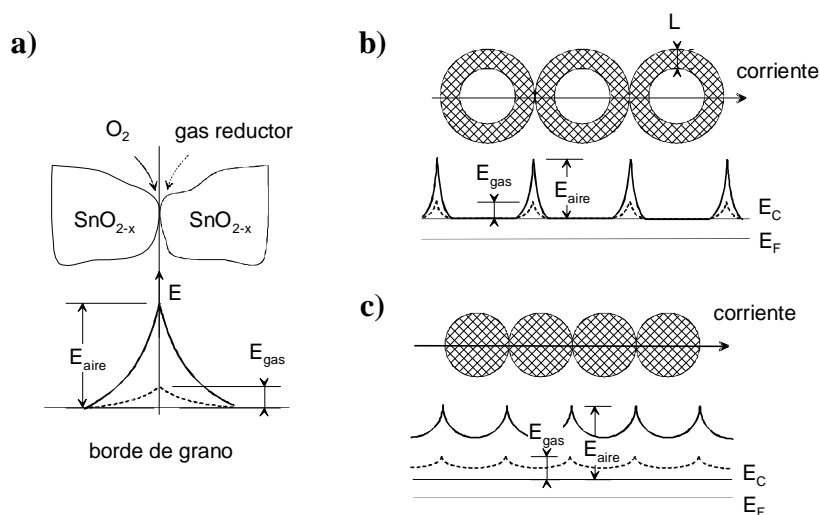 a)
O2
gas reductor
SnO2-x
SnO2-x
E
Eaire
Egas
borde de grano
b)
L
corriente
Egas
Eaire
EC
EF
c)
corriente
Egas
Eaire
EC
EF